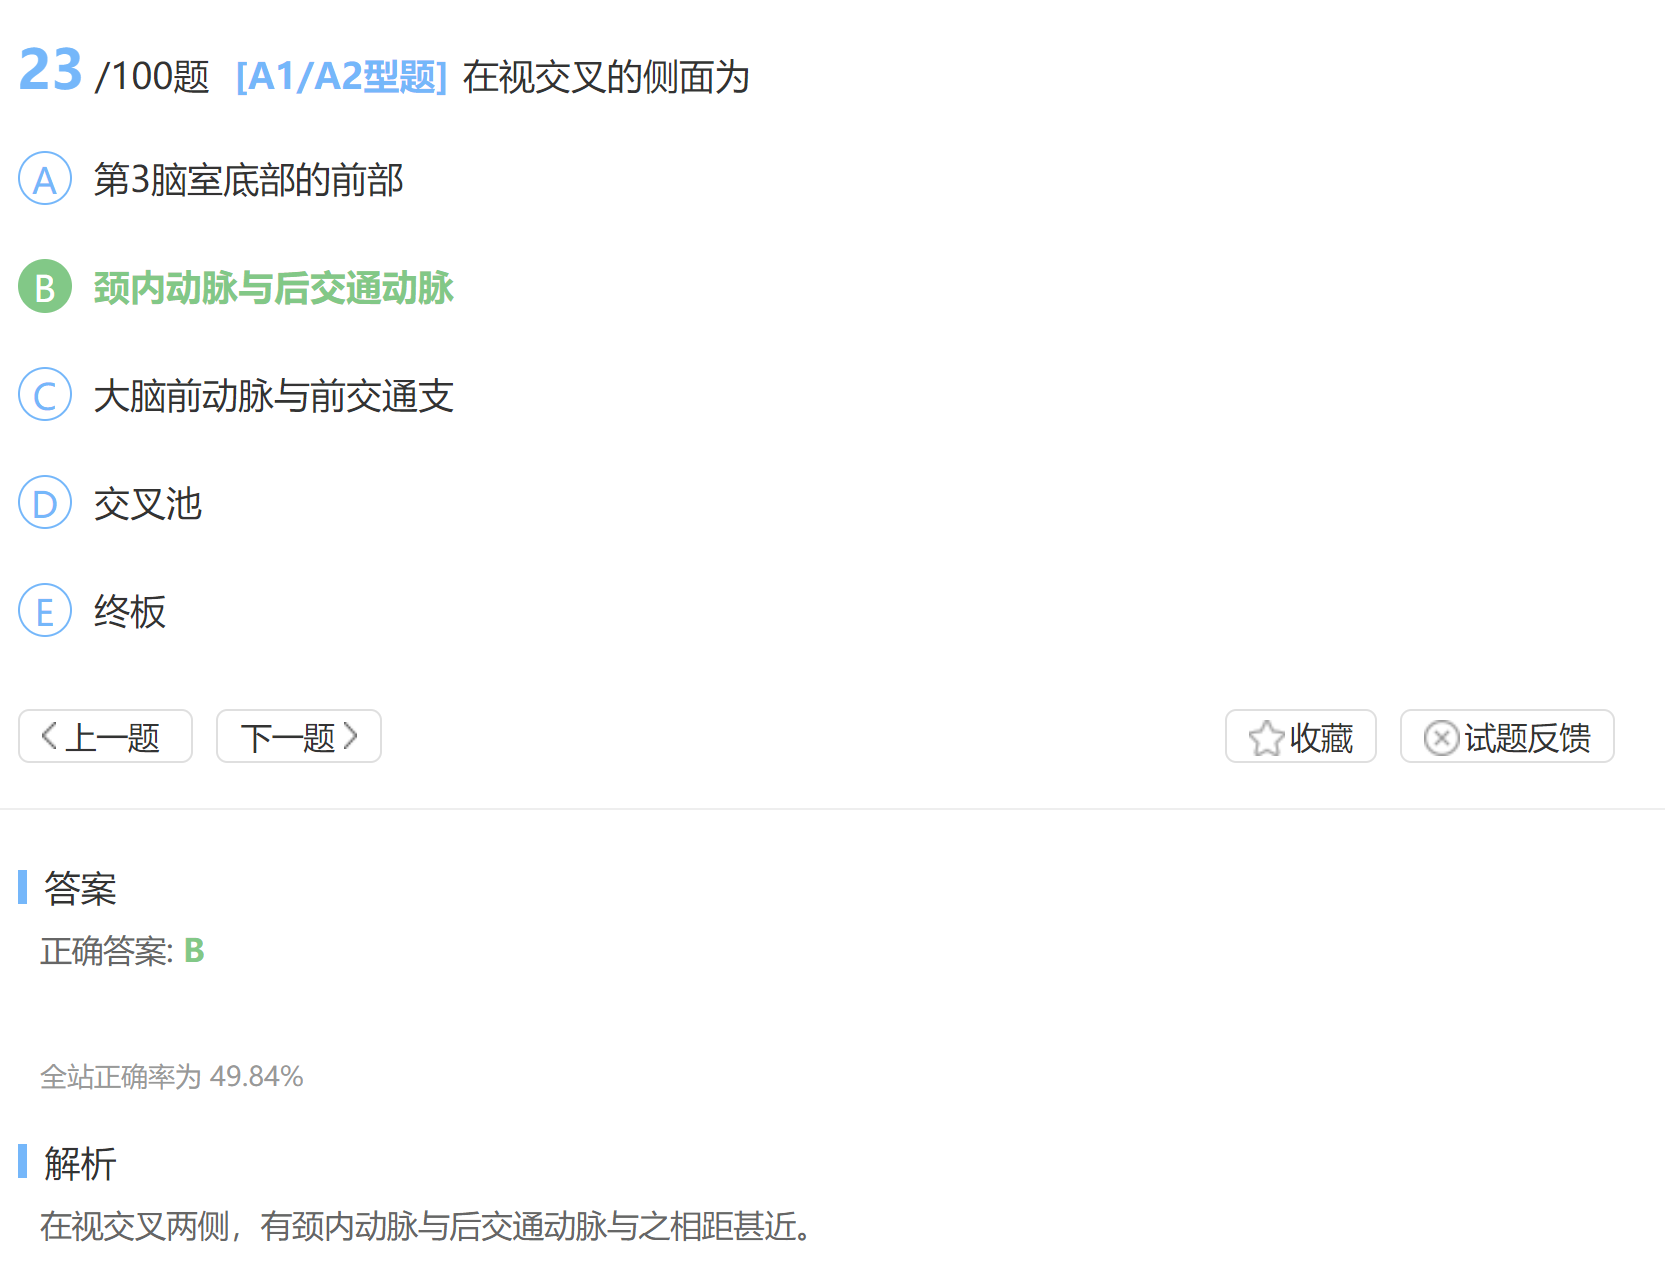 23 /100题 [A1/A2型题] 在视交叉的侧面为
A 第3脑室底部的前部
B 颈内动脉与后交通动脉
C 大脑前动脉与前交通支
D 交叉池
E 终板
上一题 下一题 收藏 试题反馈
答案
正确答案: B
全站正确率为 49.84%
解析
在视交叉两侧，有颈内动脉与后交通动脉与之相距甚近。